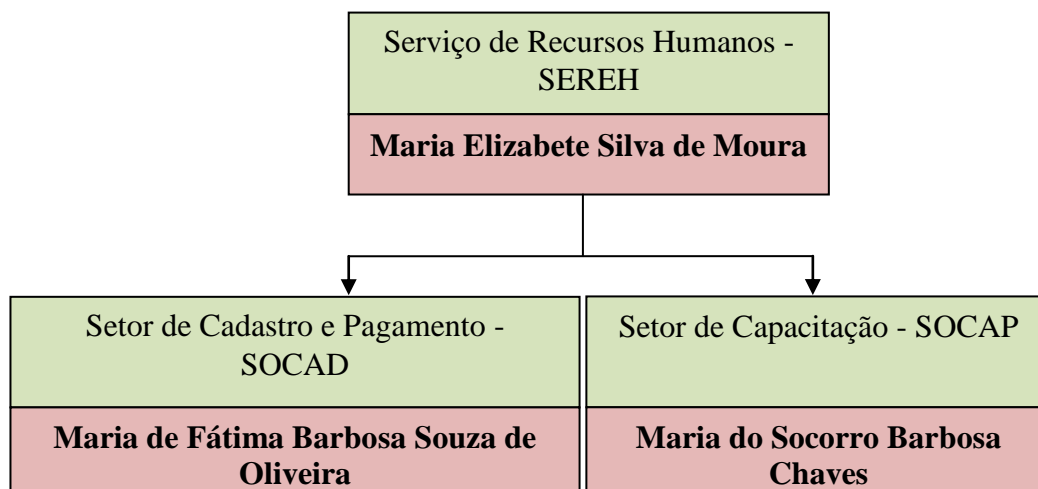 Serviço de Recursos Humanos -
SEREH
Maria Elizabete Silva de Moura
Setor de Cadastro e Pagamento -
SOCAD
Maria de Fátima Barbosa Souza de
Oliveira
Setor de Capacitação - SOCAP
Maria do Socorro Barbosa
Chaves